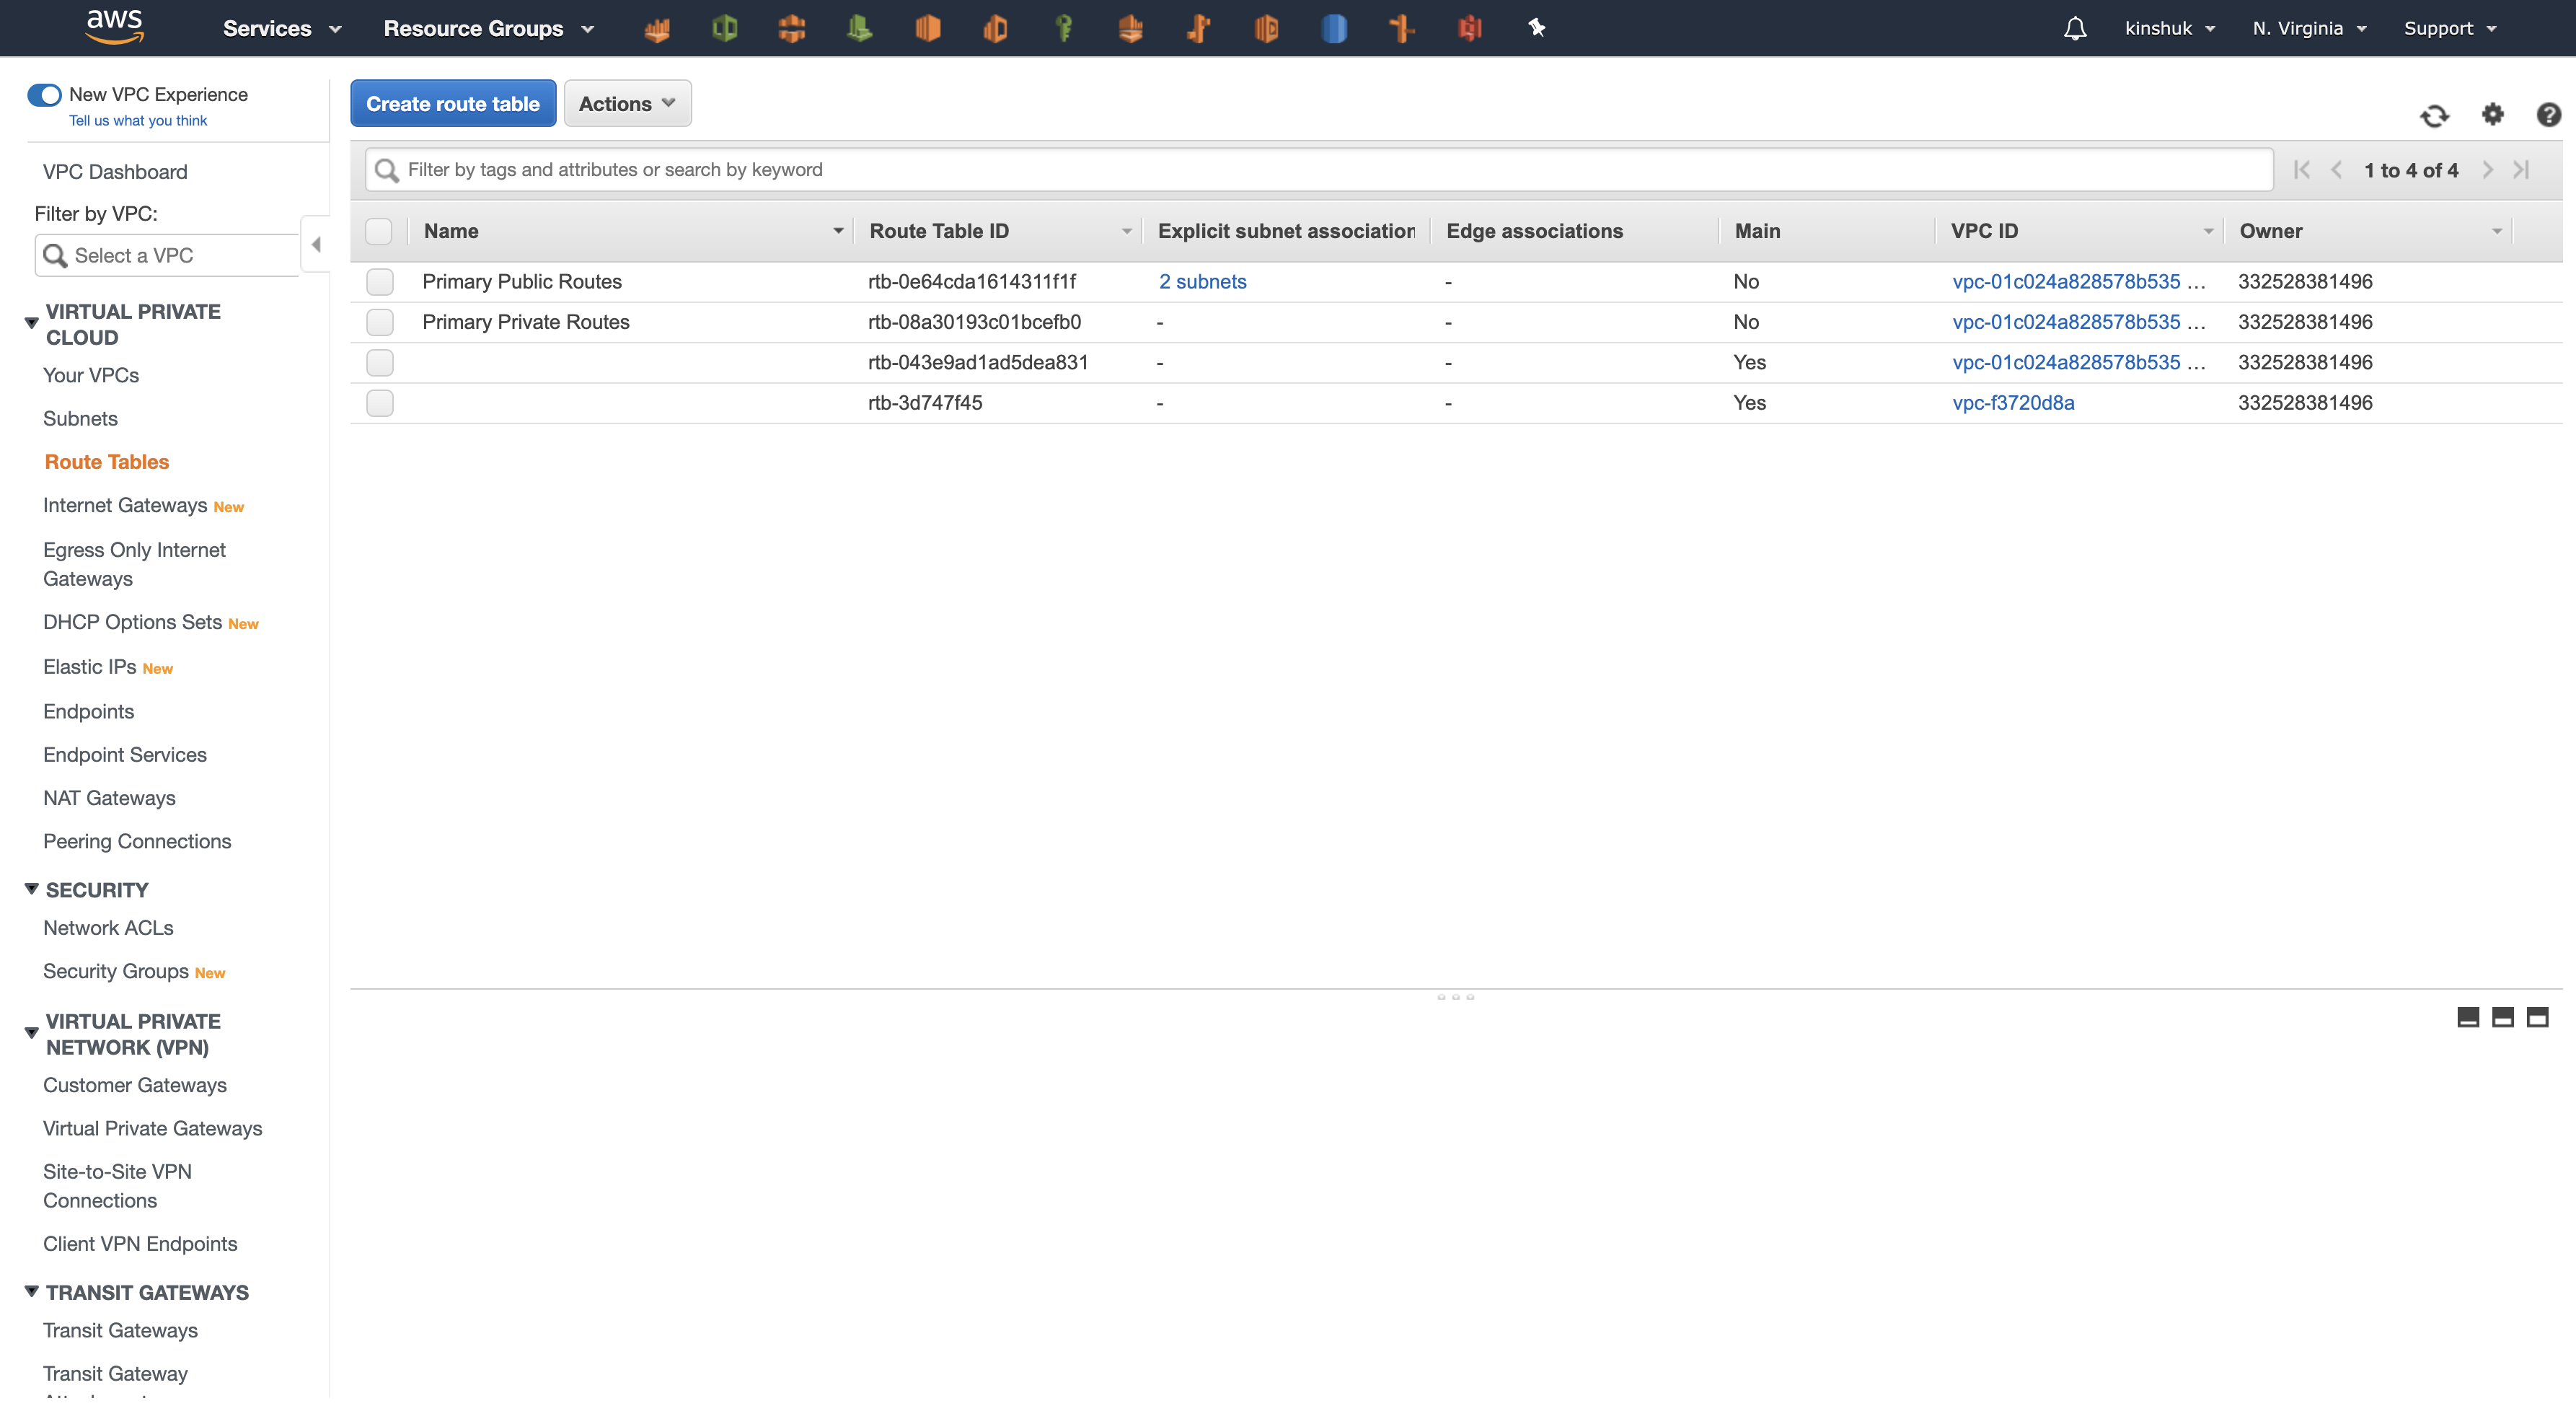 aws Services Resource Groups kinshuk N. Virginia Support
New VPC Experience
Tell us what you think
VPC Dashboard
Filter by VPC:
Select a VPC
VIRTUAL PRIVATE
CLOUD
Your VPCs
Subnets
Route Tables
Internet Gateways New
Egress Only Internet
Gateways
DHCP Options Sets New
Elastic IPs New
Endpoints
Endpoint Services
NAT Gateways
Peering Connections
SECURITY
Network ACLs
Security Groups New
VIRTUAL PRIVATE
NETWORK (VPN)
Customer Gateways
Virtual Private Gateways
Site-to-Site VPN
Connections
Client VPN Endpoints
TRANSIT GATEWAYS
Transit Gateways
Transit Gateway
Create route table Actions
Filter by tags and attributes or search by keyword
1 to 4 of 4
Name Route Table ID Explicit subnet association Edge associations Main VPC ID Owner
Primary Public Routes rtb-0e64cda1614311f1f 2 subnets - No vpc-01c024a828578b535 ... 332528381496
Primary Private Routes rtb-08a30193c01bcefb0 - - No vpc-01c024a828578b535 ... 332528381496
rtb-043e9ad1ad5dea831 - - Yes vpc-01c024a828578b535 ... 332528381496
rtb-3d747f45 - - Yes vpc-f3720d8a 332528381496